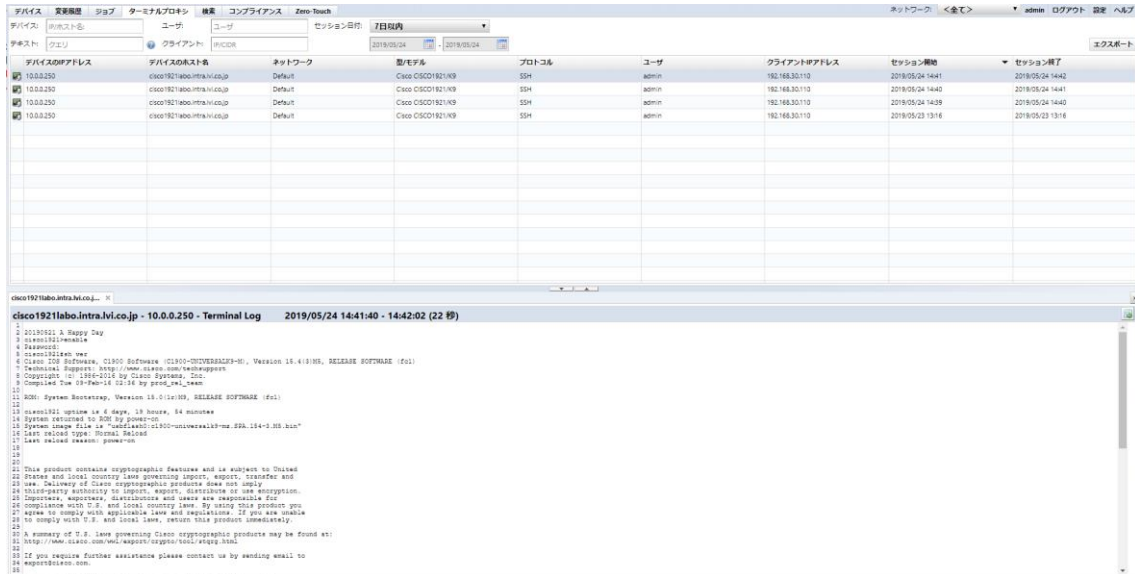 デバイス 変更履歴 ジョブ ターミナルプロキシ 検索 コンプライアンス Zero-Touch ネットワーク: <全て> admin ログアウト 設定 ヘルプ
デバイス: IP/ホスト名: ユーザ: ユーザ セッション日付: 7日以内
テキスト: クエリ クライアント: IP/CIDR 2019/05/24 - 2019/05/24 エクスポート
デバイスのIPアドレス デバイスのホスト名 ネットワーク 型/モデル プロトコル ユーザ クライアントIPアドレス セッション開始 セッション終了
10.0.0.250 cisco1921labo.intra.lvi.co.jp Default Cisco CISCO1921/K9 SSH admin 192.168.30.110 2019/05/24 14:41 2019/05/24 14:42
10.0.0.250 cisco1921labo.intra.lvi.co.jp Default Cisco CISCO1921/K9 SSH admin 192.168.30.110 2019/05/24 14:40 2019/05/24 14:41
10.0.0.250 cisco1921labo.intra.lvi.co.jp Default Cisco CISCO1921/K9 SSH admin 192.168.30.110 2019/05/24 14:39 2019/05/24 14:40
10.0.0.250 cisco1921labo.intra.lvi.co.jp Default Cisco CISCO1921/K9 SSH admin 192.168.30.110 2019/05/23 13:16 2019/05/23 13:16
cisco1921labo.intra.lvi.co.j... ×
cisco1921labo.intra.lvi.co.jp - 10.0.0.250 - Terminal Log 2019/05/24 14:41:40 - 14:42:02 (22 秒)
1
2 20190521 A Happy Day
3 cisco1921>enable
4 Password:
5 cisco1921#sh ver
6 Cisco IOS Software, C1900 Software (C1900-UNIVERSALK9-M), Version 15.4(3)M5, RELEASE SOFTWARE (fc1)
7 Technical Support: http://www.cisco.com/techsupport
8 Copyright (c) 1986-2016 by Cisco Systems, Inc.
9 Compiled Tue 09-Feb-16 02:36 by prod_rel_team
10
11 ROM: System Bootstrap, Version 15.0(1r)M9, RELEASE SOFTWARE (fc1)
12
13 cisco1921 uptime is 6 days, 19 hours, 54 minutes
14 System returned to ROM by power-on
15 System image file is "usbflash0:c1900-universalk9-mz.SPA.154-3.M5.bin"
16 Last reload type: Normal Reload
17 Last reload reason: power-on
18
19
20
21 This product contains cryptographic features and is subject to United
22 States and local country laws governing import, export, transfer and
23 use. Delivery of Cisco cryptographic products does not imply
24 third-party authority to import, export, distribute or use encryption.
25 Importers, exporters, distributors and users are responsible for
26 compliance with U.S. and local country laws. By using this product you
27 agree to comply with applicable laws and regulations. If you are unable
28 to comply with U.S. and local laws, return this product immediately.
29
30 A summary of U.S. laws governing Cisco cryptographic products may be found at:
31 http://www.cisco.com/wwl/export/crypto/tool/stqrg.html
32
33 If you require further assistance please contact us by sending email to
34 export@cisco.com.
35